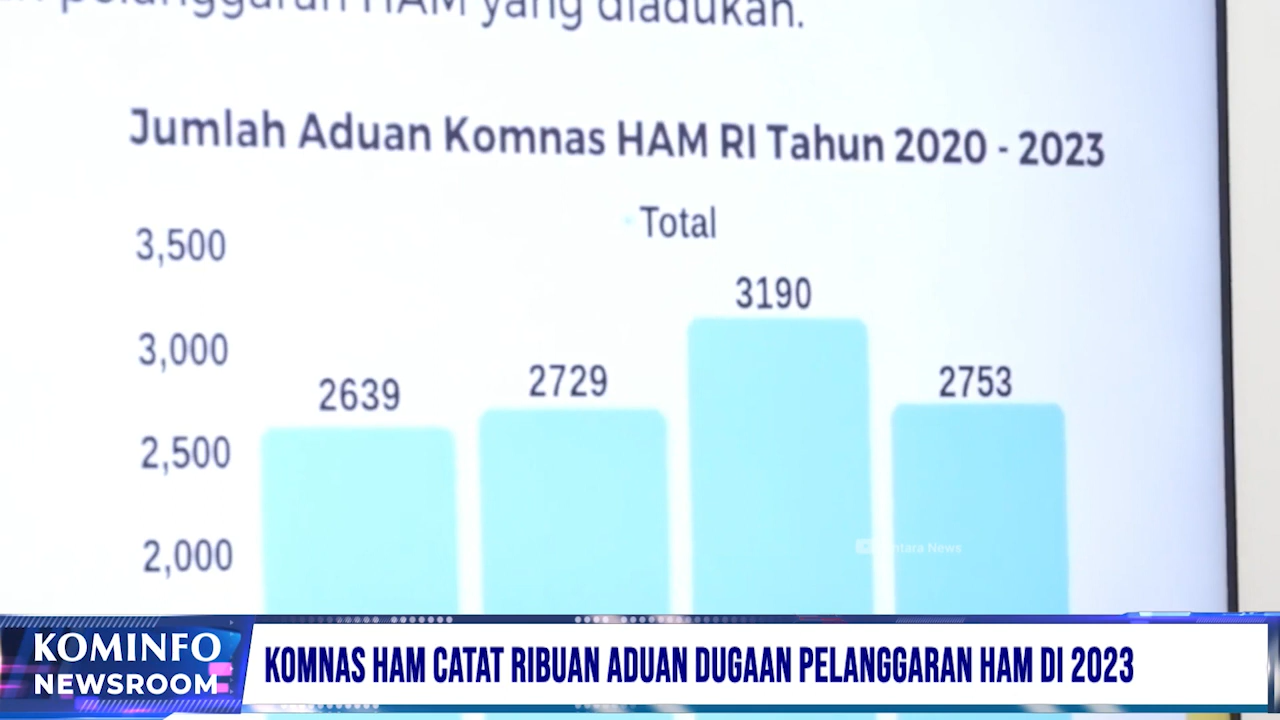 pelanggaran HAM yang diadukan.
Jumlah Aduan Komnas HAM RI Tahun 2020 - 2023
Total
3,500
3190
3,000
2639
2729
2753
2,500
2,000
News
KOMINFO
NEWSROOM
KOMNAS HAM CATAT RIBUAN ADUAN DUGAAN PELANGGARAN HAM DI 2023